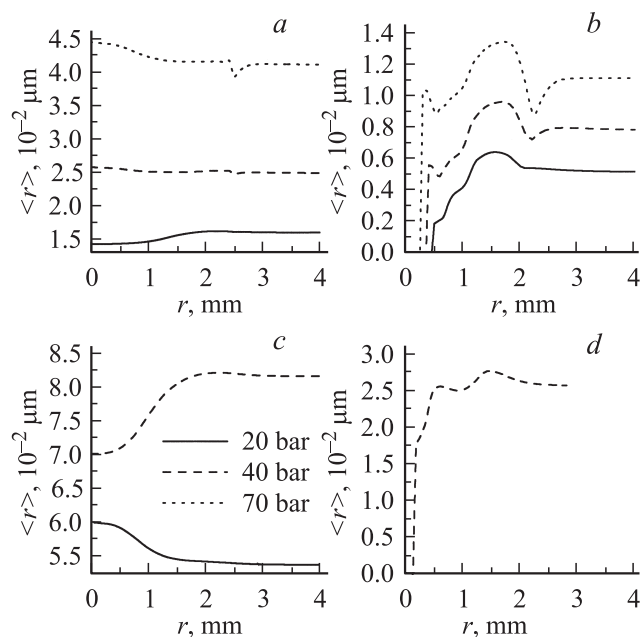 a
4.5
4.0
3.5
3.0
2.5
2.0
1.5
<r>, 10⁻² µm
0 1 2 3 4
r, mm
b
1.4
1.2
1.0
0.8
0.6
0.4
0.2
0.0
<r>, 10⁻² µm
0 1 2 3 4
r, mm
c
8.5
8.0
7.5
7.0
6.5
6.0
5.5
<r>, 10⁻² µm
20 bar
40 bar
70 bar
0 1 2 3 4
r, mm
d
3.0
2.5
2.0
1.5
1.0
0.5
0.0
<r>, 10⁻² µm
0 1 2 3 4
r, mm